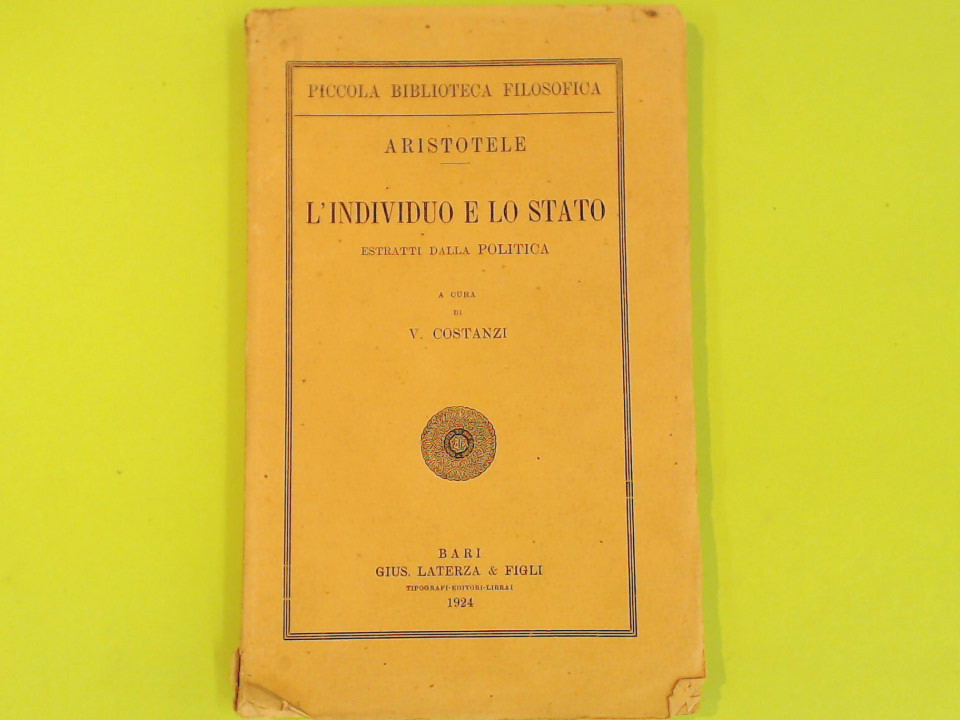 PICCOLA BIBLIOTECA FILOSOFICA
ARISTOTELE
L'INDIVIDUO E LO STATO
ESTRATTI DALLA POLITICA
A CURA
DI
V. COSTANZI
BARI
GIUS. LATERZA & FIGLI
TIPOGRAFI-EDITORI-LIBRAI
1924